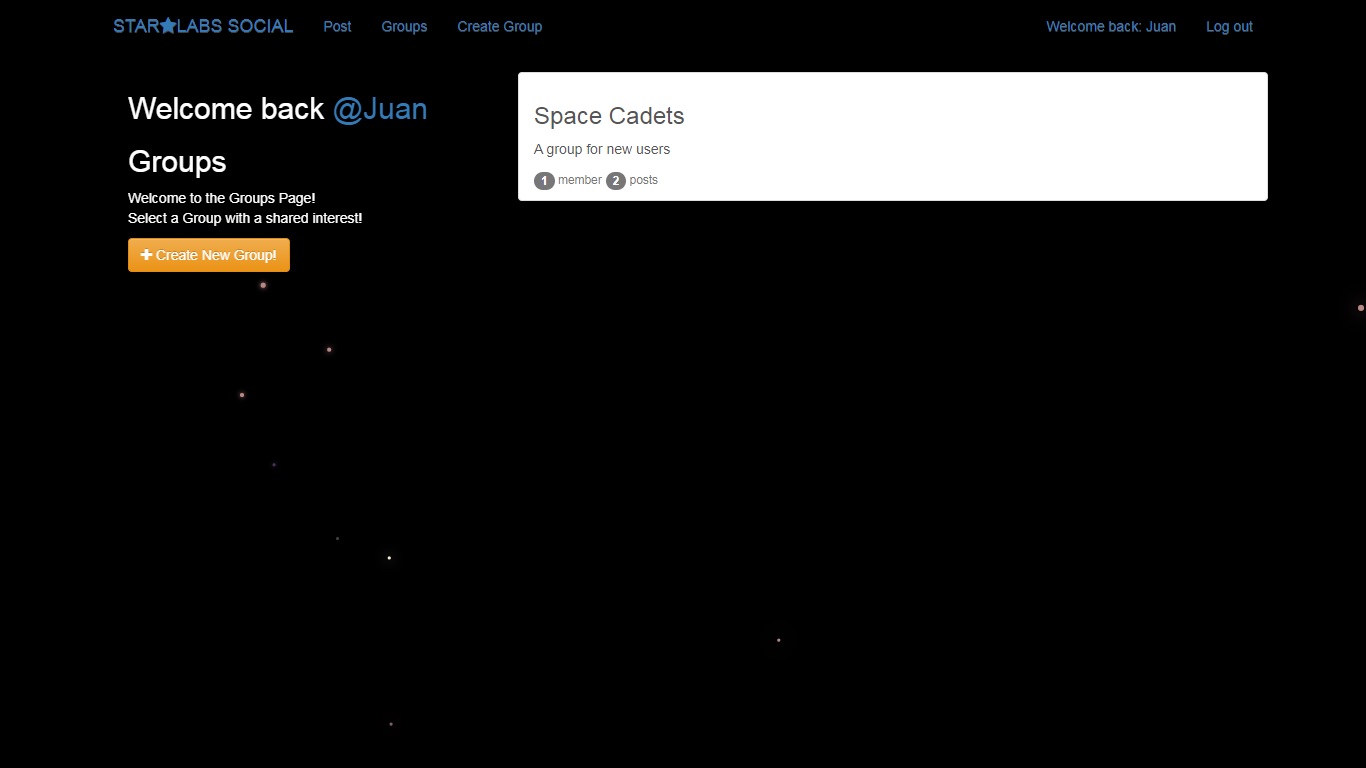 STAR★LABS SOCIAL Post Groups Create Group Welcome back: Juan Log out
Welcome back @Juan
Groups
Welcome to the Groups Page!
Select a Group with a shared interest!
Create New Group!
Space Cadets
A group for new users
1 member 2 posts